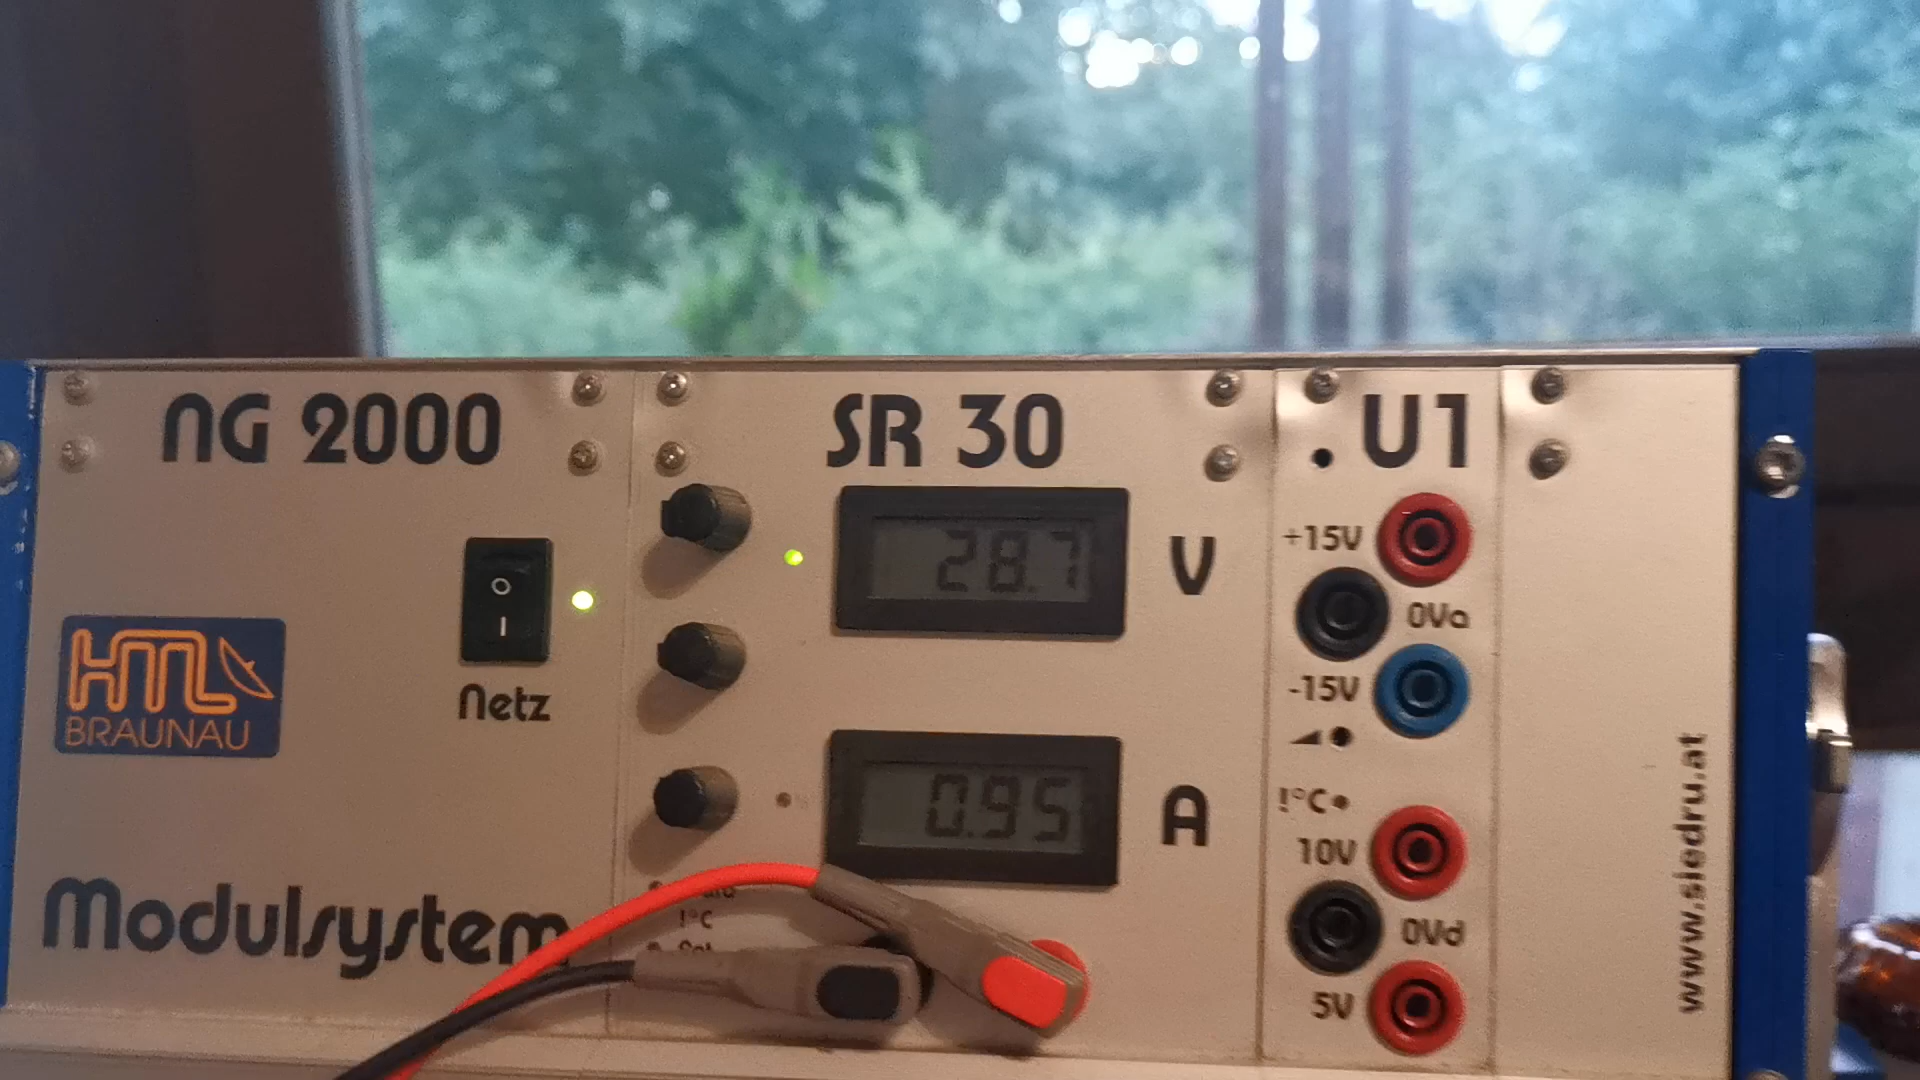 NG 2000
O
I
Netz
HTL
BRAUNAU
Modulsystem
SR 30
28.7
V
0.95
A
!°C
.U1
+15V
0Va
-15V
!°C
10V
0Vd
5V
www.siedru.at